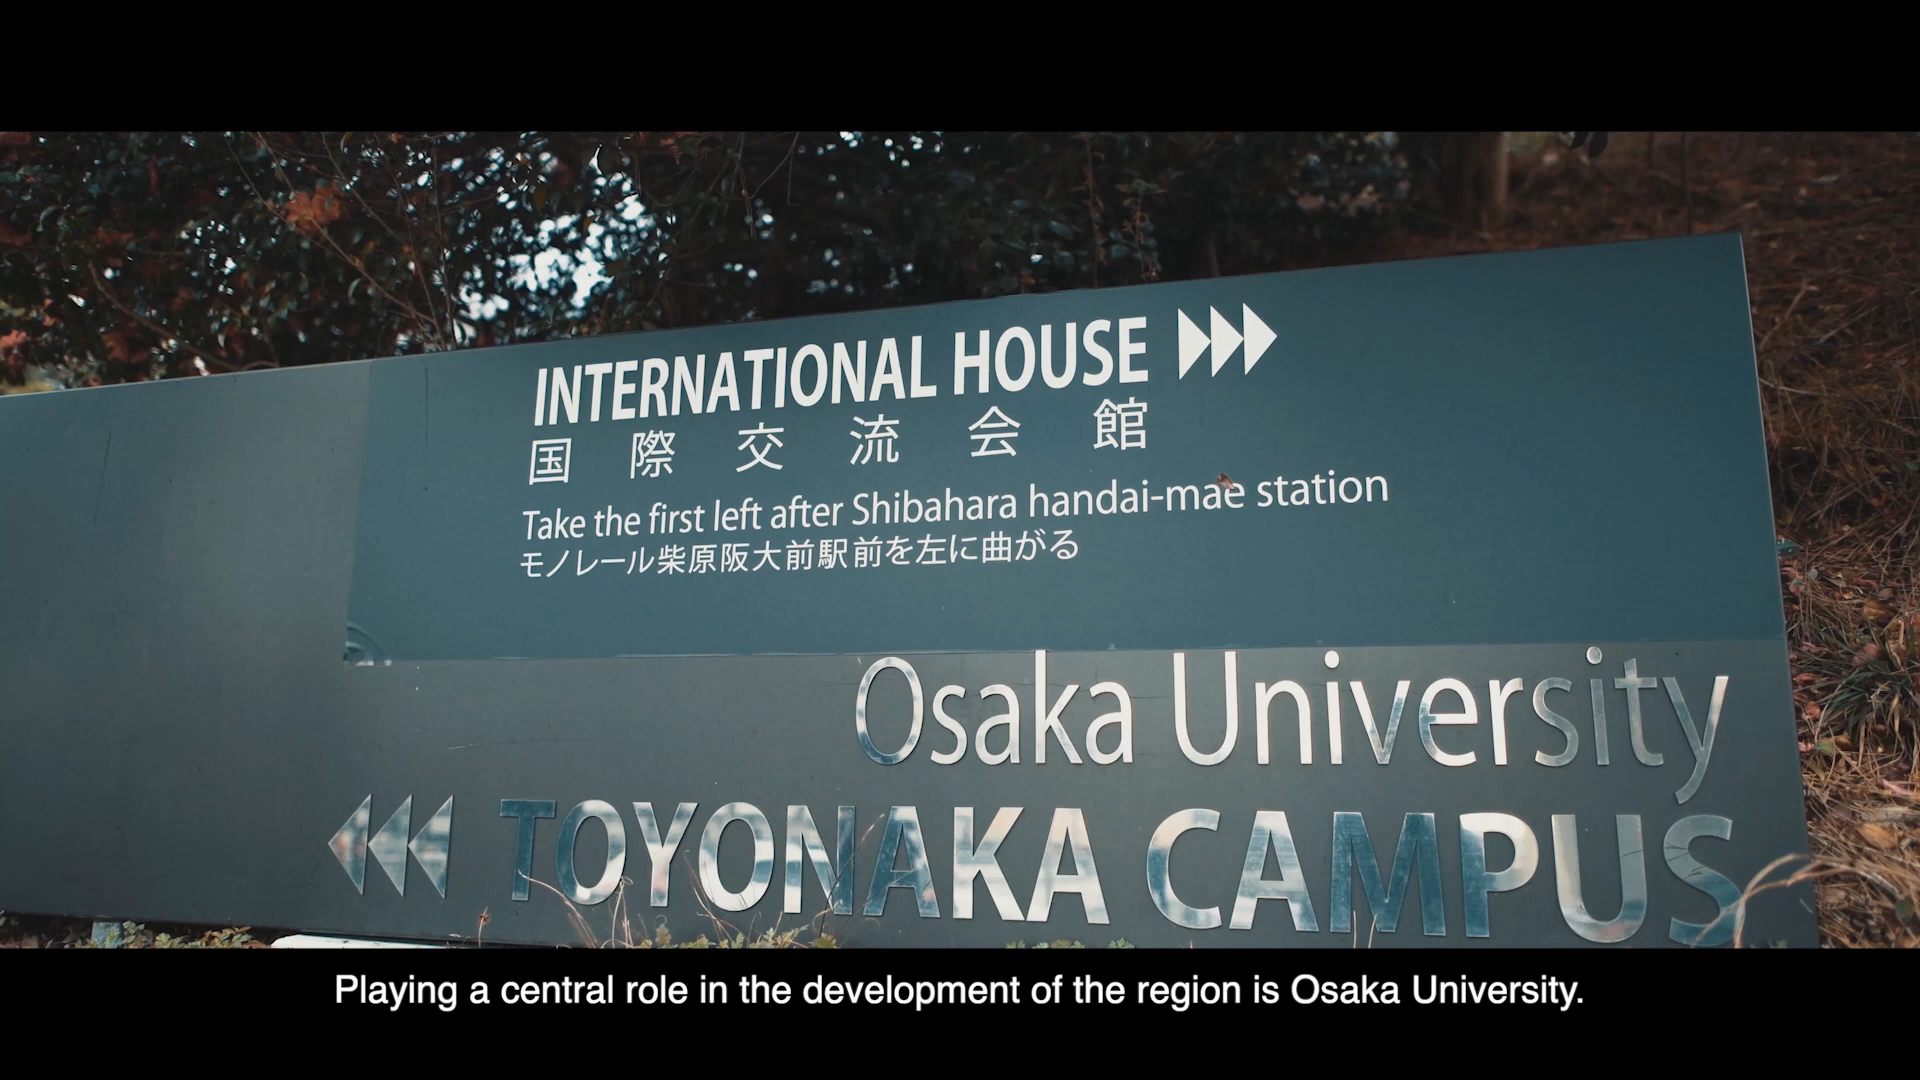 INTERNATIONAL HOUSE
国際交流会館
Take the first left after Shibahara handai-mae station
モノレール柴原阪大前駅前を左に曲がる
Osaka University
TOYONAKA CAMPUS
Playing a central role in the development of the region is Osaka University.